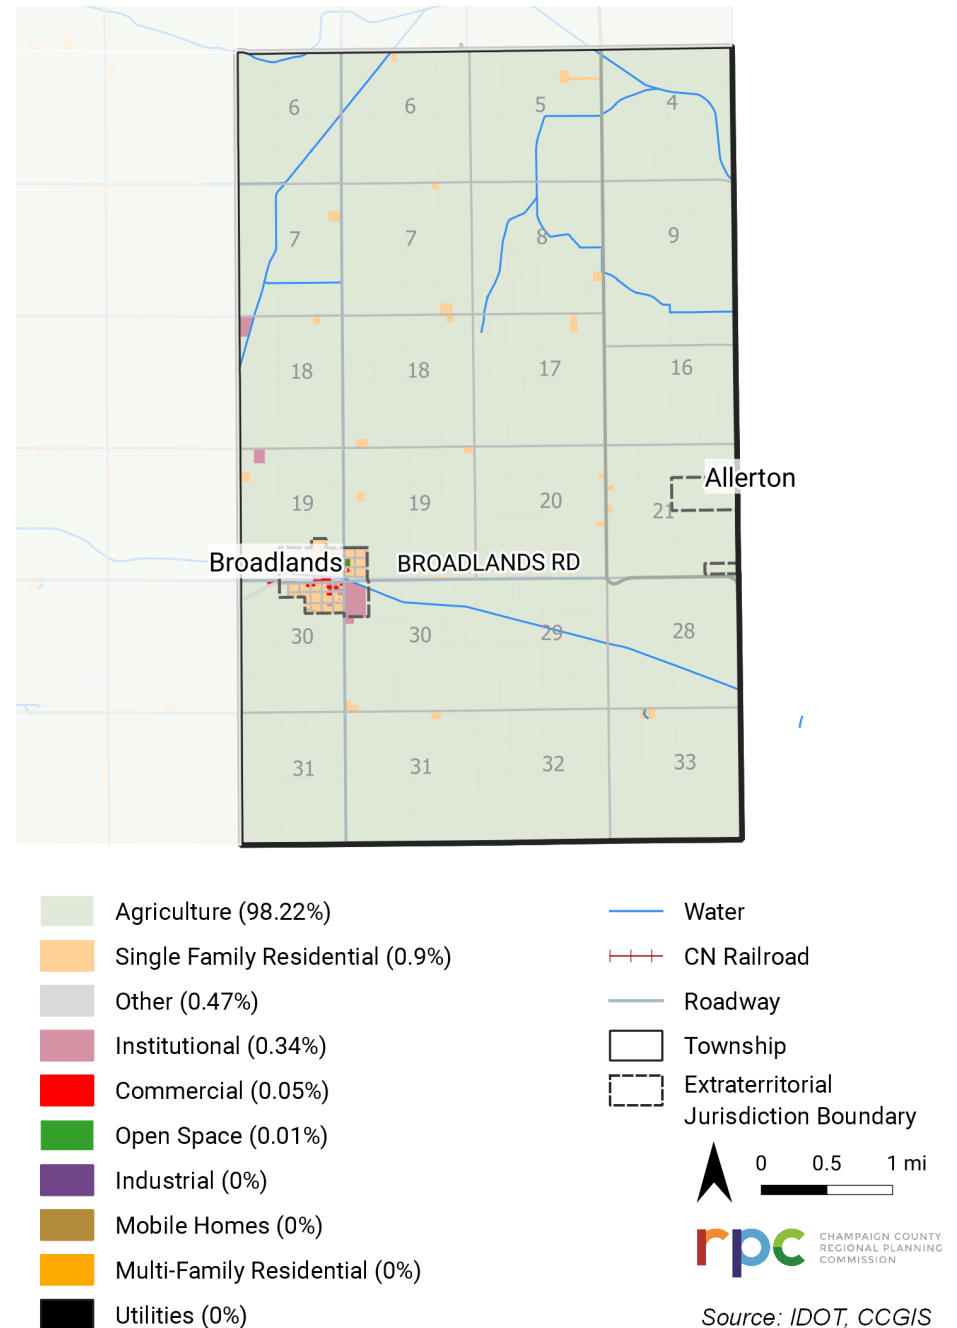 6 6 5 4
7 7 8 9
18 18 17 16
19 19 20 21
Allerton
Broadlands
BROADLANDS RD
30 30 29 28
31 31 32 33
Agriculture (98.22%)
Single Family Residential (0.9%)
Other (0.47%)
Institutional (0.34%)
Commercial (0.05%)
Open Space (0.01%)
Industrial (0%)
Mobile Homes (0%)
Multi-Family Residential (0%)
Utilities (0%)
Water
CN Railroad
Roadway
Township
Extraterritorial
Jurisdiction Boundary
0 0.5 1 mi
rpc
CHAMPAIGN COUNTY
REGIONAL PLANNING
COMMISSION
Source: IDOT, CCGIS